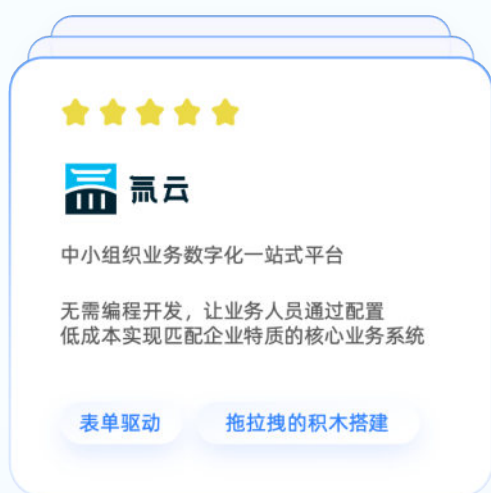 氚云
中小组织业务数字化一站式平台
无需编程开发，让业务人员通过配置
低成本实现匹配企业特质的核心业务系统
表单驱动
拖拉拽的积木搭建